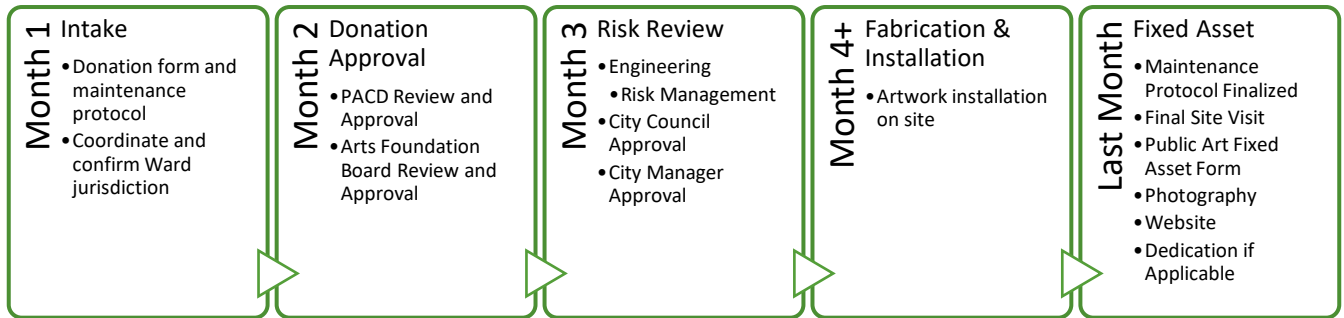 Month 1
Intake
•Donation form and
maintenance
protocol
•Coordinate and
confirm Ward
jurisdiction
Month 2
Donation
Approval
•PACD Review and
Approval
•Arts Foundation
Board Review and
Approval
Month 3
Risk Review
•Engineering
•Risk Management
•City Council
Approval
•City Manager
Approval
Month 4+
Fabrication &
Installation
•Artwork installation
on site
Last Month
Fixed Asset
•Maintenance
Protocol Finalized
•Final Site Visit
•Public Art Fixed
Asset Form
•Photography
•Website
•Dedication if
Applicable